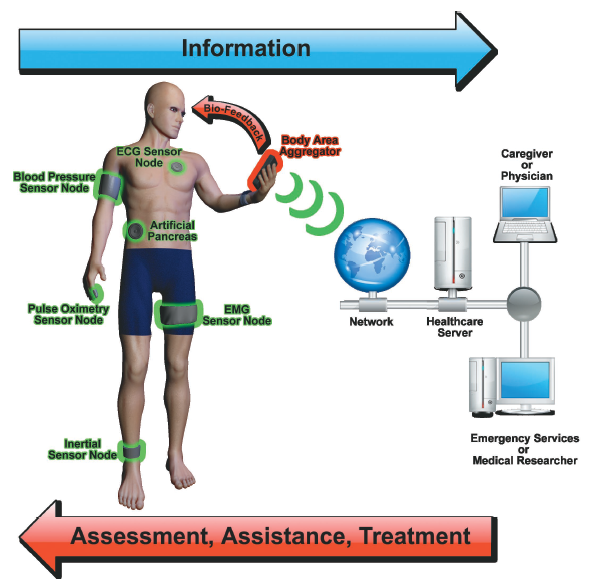 Information
Bio-Feedback
Body Area
Aggregator
ECG Sensor
Node
Blood Pressure
Sensor Node
Artificial
Pancreas
Pulse Oximetry
Sensor Node
EMG
Sensor Node
Inertial
Sensor Node
Caregiver
or
Physician
Network
Healthcare
Server
Emergency Services
or
Medical Researcher
Assessment, Assistance, Treatment